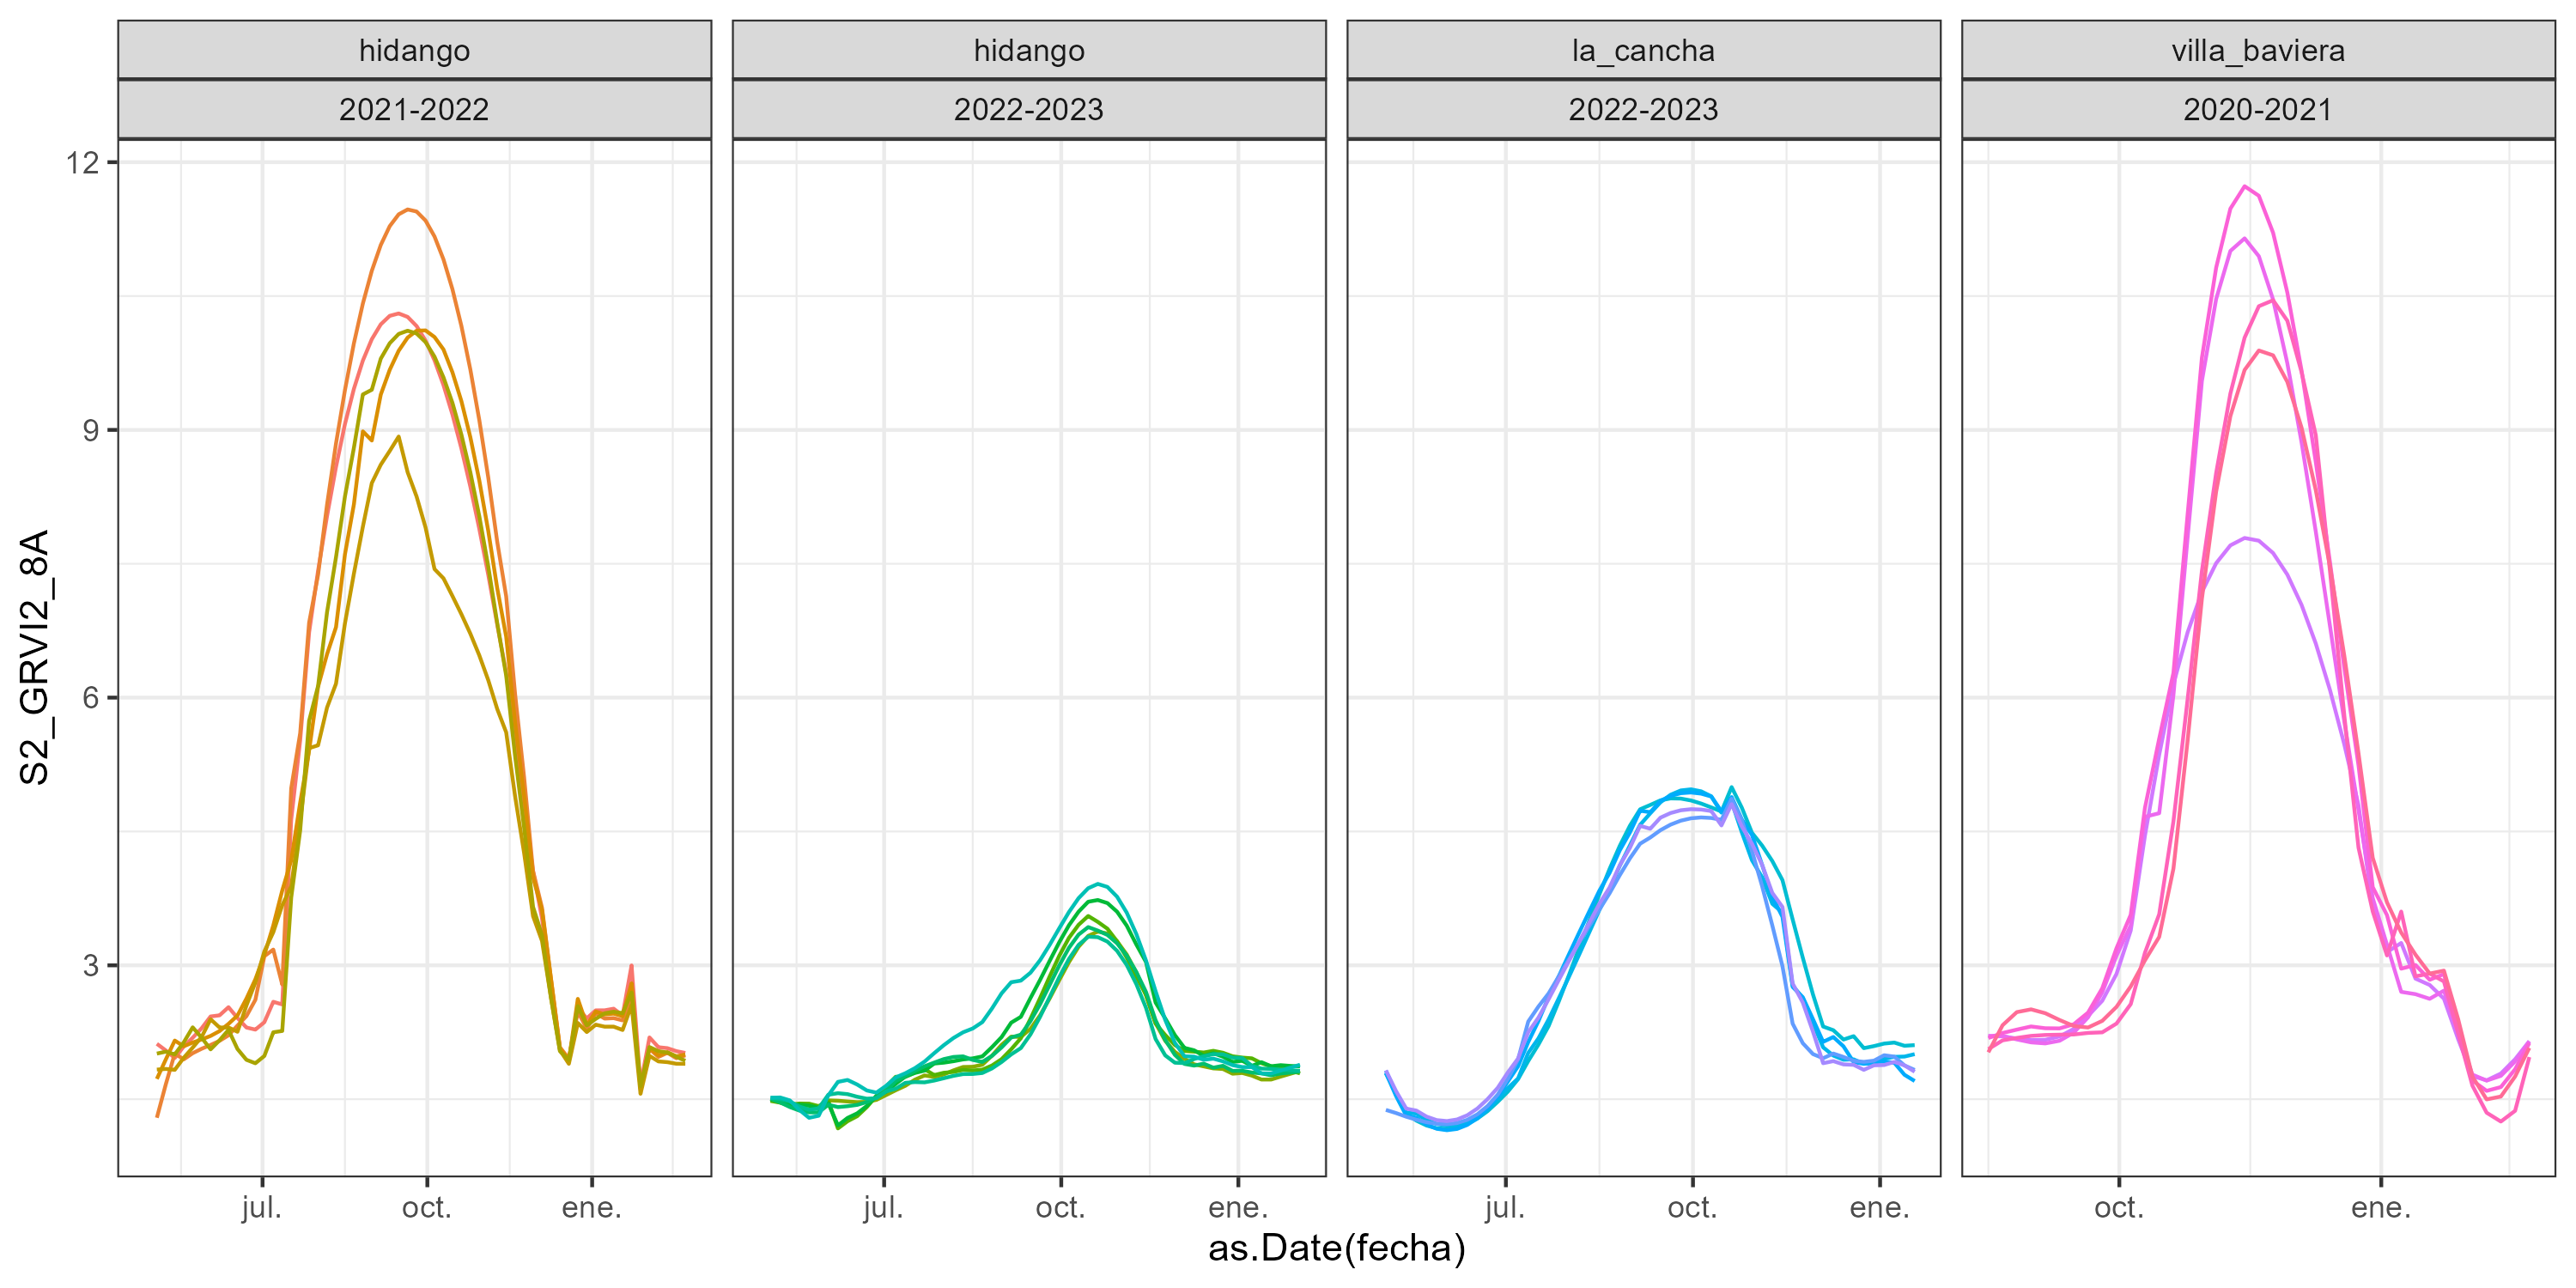 hidango hidango la_cancha villa_baviera
2021-2022 2022-2023 2022-2023 2020-2021
12
9
6
3
S2_GRVI2_8A
jul. oct. ene. jul. oct. ene. jul. oct. ene. oct. ene.
as.Date(fecha)